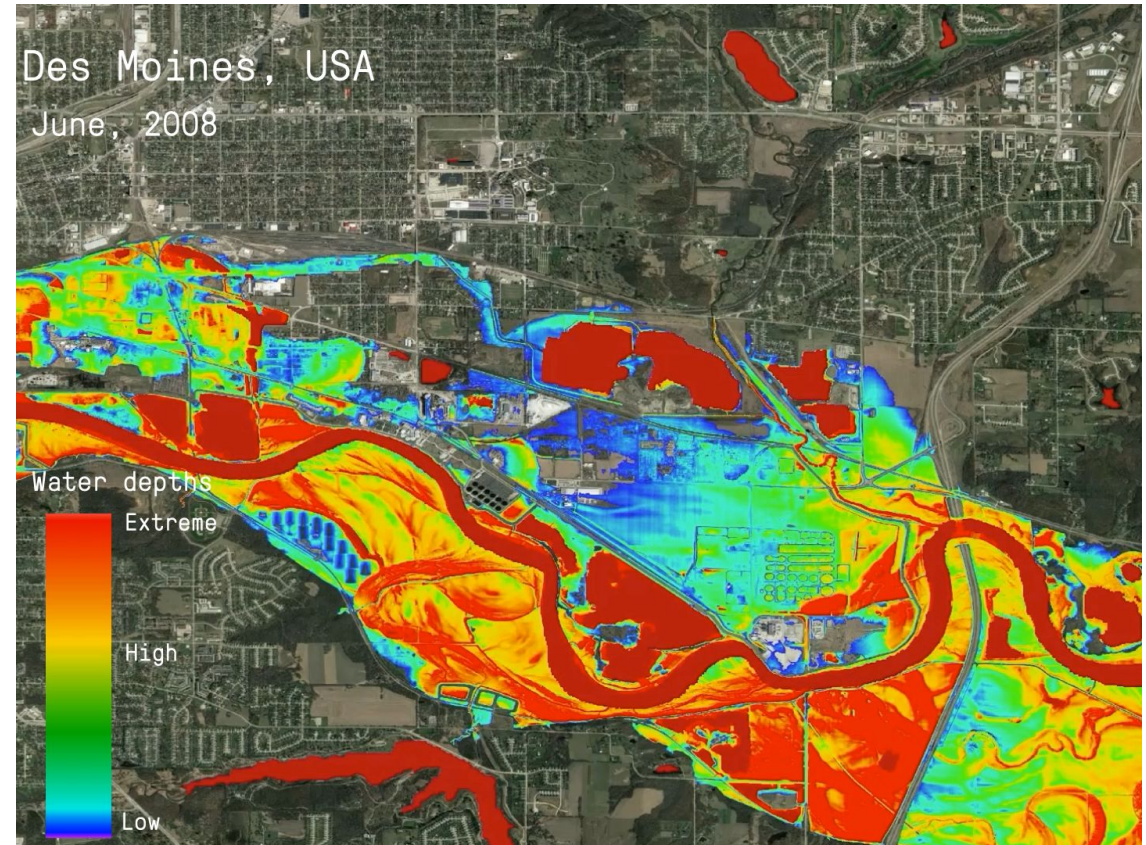 Des Moines, USA
June, 2008
Water depths
Extreme
High
Low